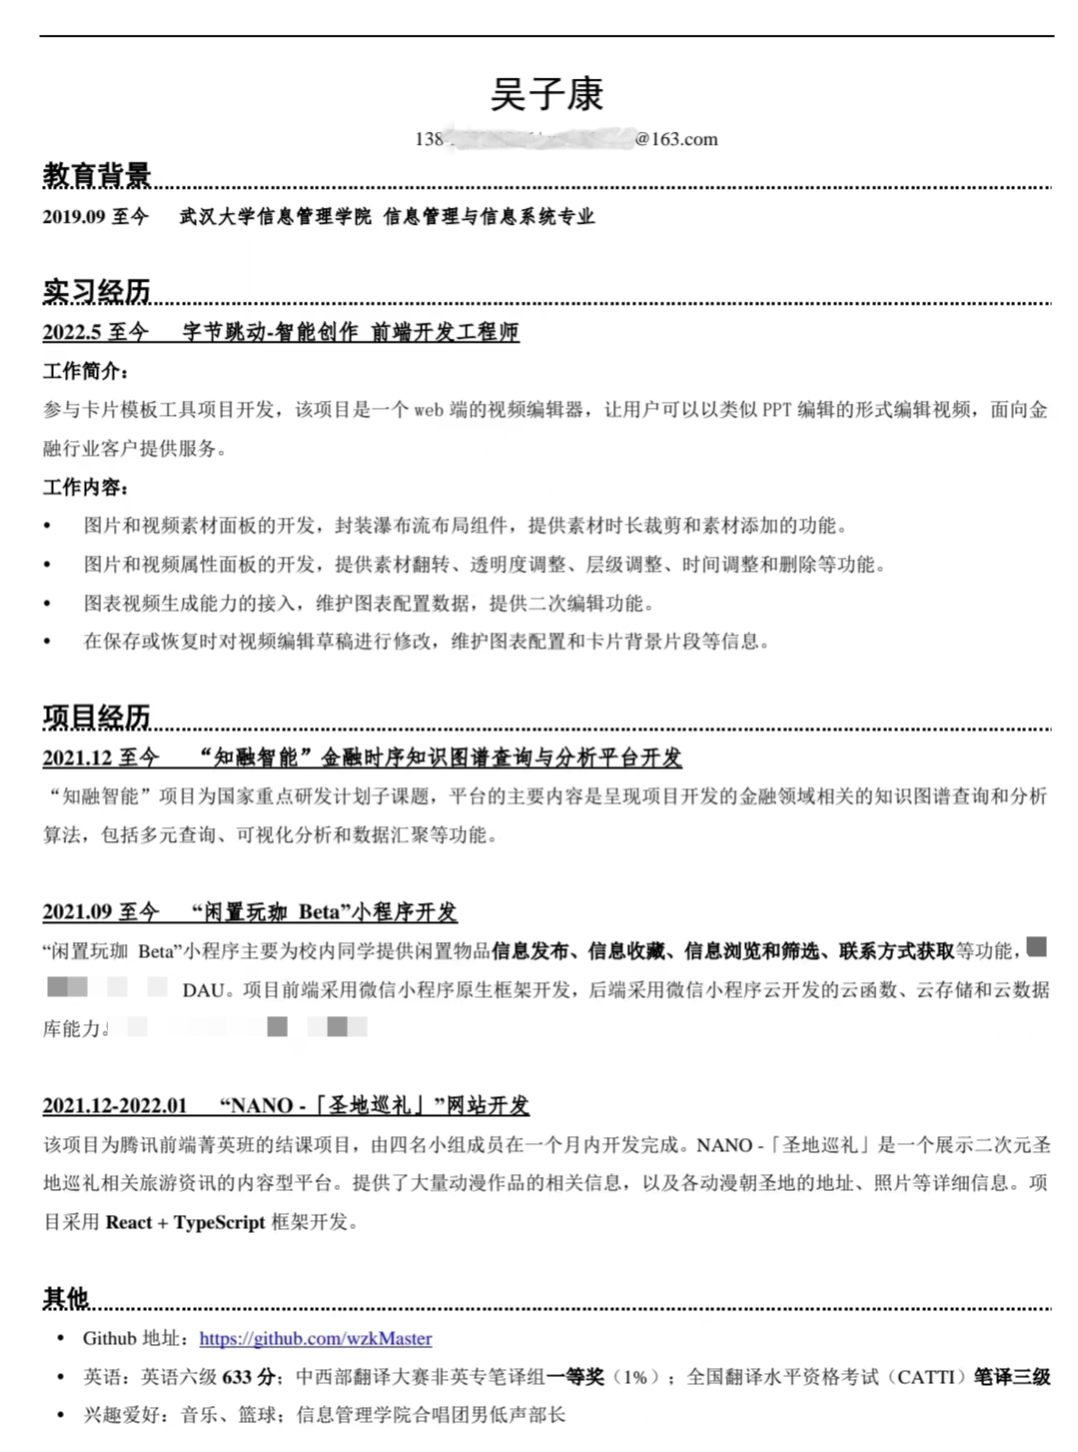 吴子康
138 @163.com
教育背景
2019.09 至今 武汉大学信息管理学院 信息管理与信息系统专业
实习经历
2022.5 至今 字节跳动-智能创作 前端开发工程师
工作简介：
参与卡片模板工具项目开发，该项目是一个 web 端的视频编辑器，让用户可以以类似 PPT 编辑的形式编辑视频，面向金
融行业客户提供服务。
工作内容：
• 图片和视频素材面板的开发，封装瀑布流布局组件，提供素材时长裁剪和素材添加的功能。
• 图片和视频属性面板的开发，提供素材翻转、透明度调整、层级调整、时间调整和删除等功能。
• 图表视频生成能力的接入，维护图表配置数据，提供二次编辑功能。
• 在保存或恢复时对视频编辑草稿进行修改，维护图表配置和卡片背景片段等信息。
项目经历
2021.12 至今 “知融智能”金融时序知识图谱查询与分析平台开发
“知融智能”项目为国家重点研发计划子课题，平台的主要内容是呈现项目开发的金融领域相关的知识图谱查询和分析
算法，包括多元查询、可视化分析和数据汇聚等功能。
2021.09 至今 “闲置玩珈 Beta”小程序开发
“闲置玩珈 Beta”小程序主要为校内同学提供闲置物品信息发布、信息收藏、信息浏览和筛选、联系方式获取等功能，
DAU。项目前端采用微信小程序原生框架开发，后端采用微信小程序云开发的云函数、云存储和云数据
库能力。
2021.12-2022.01 “NANO -「圣地巡礼」”网站开发
该项目为腾讯前端菁英班的结课项目，由四名小组成员在一个月内开发完成。NANO -「圣地巡礼」是一个展示二次元圣
地巡礼相关旅游资讯的内容型平台。提供了大量动漫作品的相关信息，以及各动漫朝圣地的地址、照片等详细信息。项
目采用 React + TypeScript 框架开发。
其他
• Github 地址：https://github.com/wzkMaster
• 英语：英语六级 633 分；中西部翻译大赛非英专笔译组一等奖（1%）；全国翻译水平资格考试（CATTI）笔译三级
• 兴趣爱好：音乐、篮球；信息管理学院合唱团男低声部长